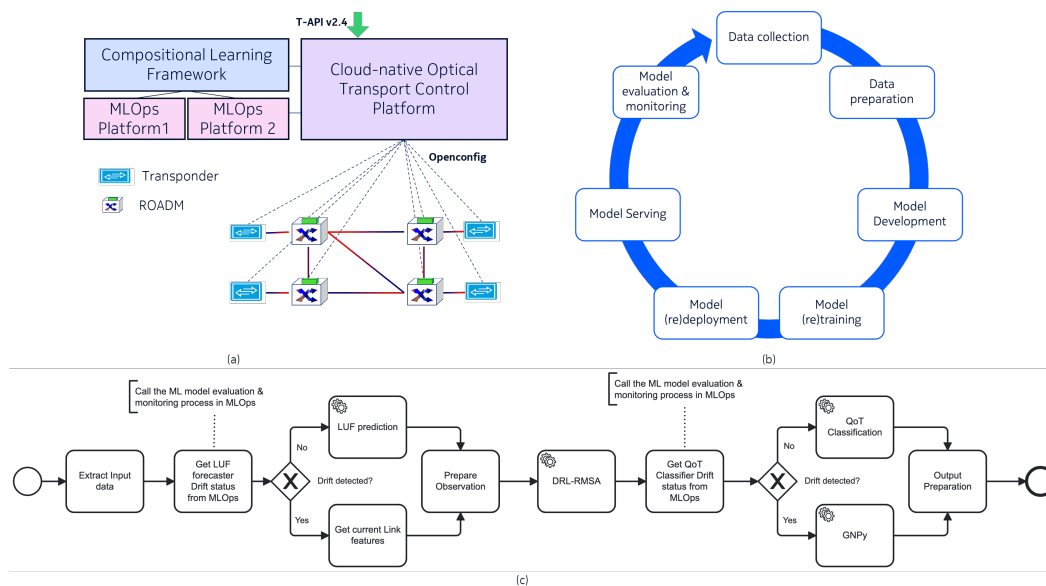 T-API v2.4
Compositional Learning
Framework
Cloud-native Optical
Transport Control
Platform
MLOps
Platform1
MLOps
Platform 2
Openconfig
Transponder
ROADM
(a)
Data collection
Data
preparation
Model
Development
Model
(re)training
Model
(re)deployment
Model Serving
Model
evaluation &
monitoring
(b)
Call the ML model evaluation &
monitoring process in MLOps
Extract Input
data
Get LUF
forecaster
Drift status
from MLOps
Drift detected?
No
LUF prediction
Yes
Get current Link
features
Prepare
Observation
DRL-RMSA
Call the ML model evaluation &
monitoring process in MLOps
Get QoT
Classifier Drift
status from
MLOps
Drift detected?
No
QoT
Classification
Yes
GNPy
Output
Preparation
(c)